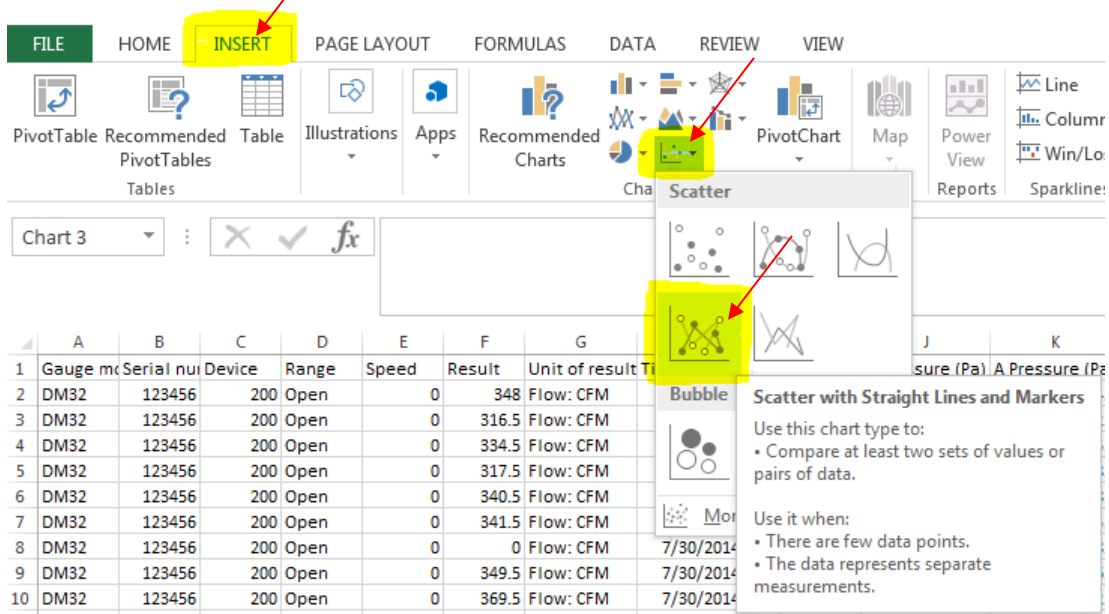 FILE HOME INSERT PAGE LAYOUT FORMULAS DATA REVIEW VIEW
PivotTable Recommended PivotTables Table Illustrations Apps Recommended Charts PivotChart Map Power View Line
Column
Win/Los
Tables Cha Reports Sparklines
Scatter
Chart 3 fx
A B C D E F G J K
1 Gauge mo Serial nui Device Range Speed Result Unit of result Ti ssure (Pa) A Pressure (Pa
2 DM32 123456 200 Open 0 348 Flow: CFM
3 DM32 123456 200 Open 0 316.5 Flow: CFM
4 DM32 123456 200 Open 0 334.5 Flow: CFM
5 DM32 123456 200 Open 0 317.5 Flow: CFM
6 DM32 123456 200 Open 0 340.5 Flow: CFM
7 DM32 123456 200 Open 0 341.5 Flow: CFM
8 DM32 123456 200 Open 0 0 Flow: CFM 7/30/2014
9 DM32 123456 200 Open 0 349.5 Flow: CFM 7/30/2014
10 DM32 123456 200 Open 0 369.5 Flow: CFM 7/30/2014
Bubble
Mor
Scatter with Straight Lines and Markers
Use this chart type to:
• Compare at least two sets of values or
pairs of data.
Use it when:
• There are few data points.
• The data represents separate
measurements.